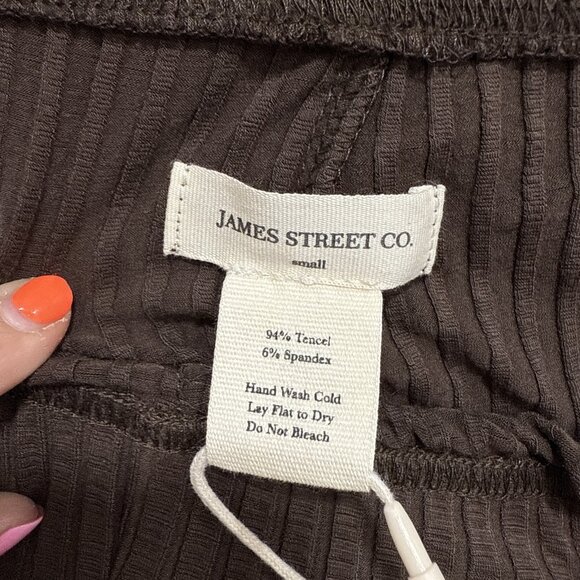 JAMES STREET CO.
small
94% Tencel
6% Spandex
Hand Wash Cold
Lay Flat to Dry
Do Not Bleach